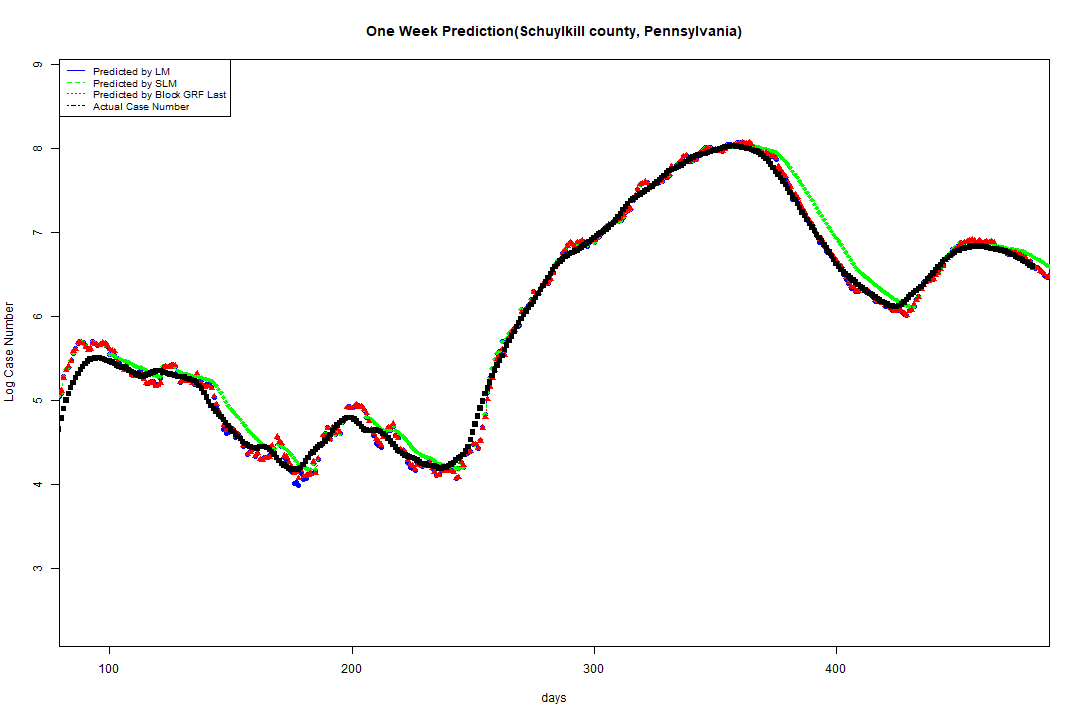 One Week Prediction(Schuylkill county, Pennsylvania)
Predicted by LM
Predicted by SLM
Predicted by Block GRF Last
Actual Case Number
9
8
7
6
5
4
3
Log Case Number
100 200 300 400
days